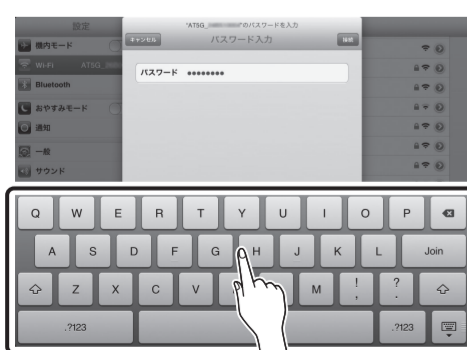 設定
"AT5G_ "のパスワードを入力
キャンセル
パスワード入力
接続
機内モード
Wi-Fi AT5G_
Bluetooth
おやすみモード
通知
一般
サウンド
パスワード ●●●●●●●●
Q W E R T Y U I O P
A S D F G H J K L Join
Z X C V M ! , ? .
.?123 .?123